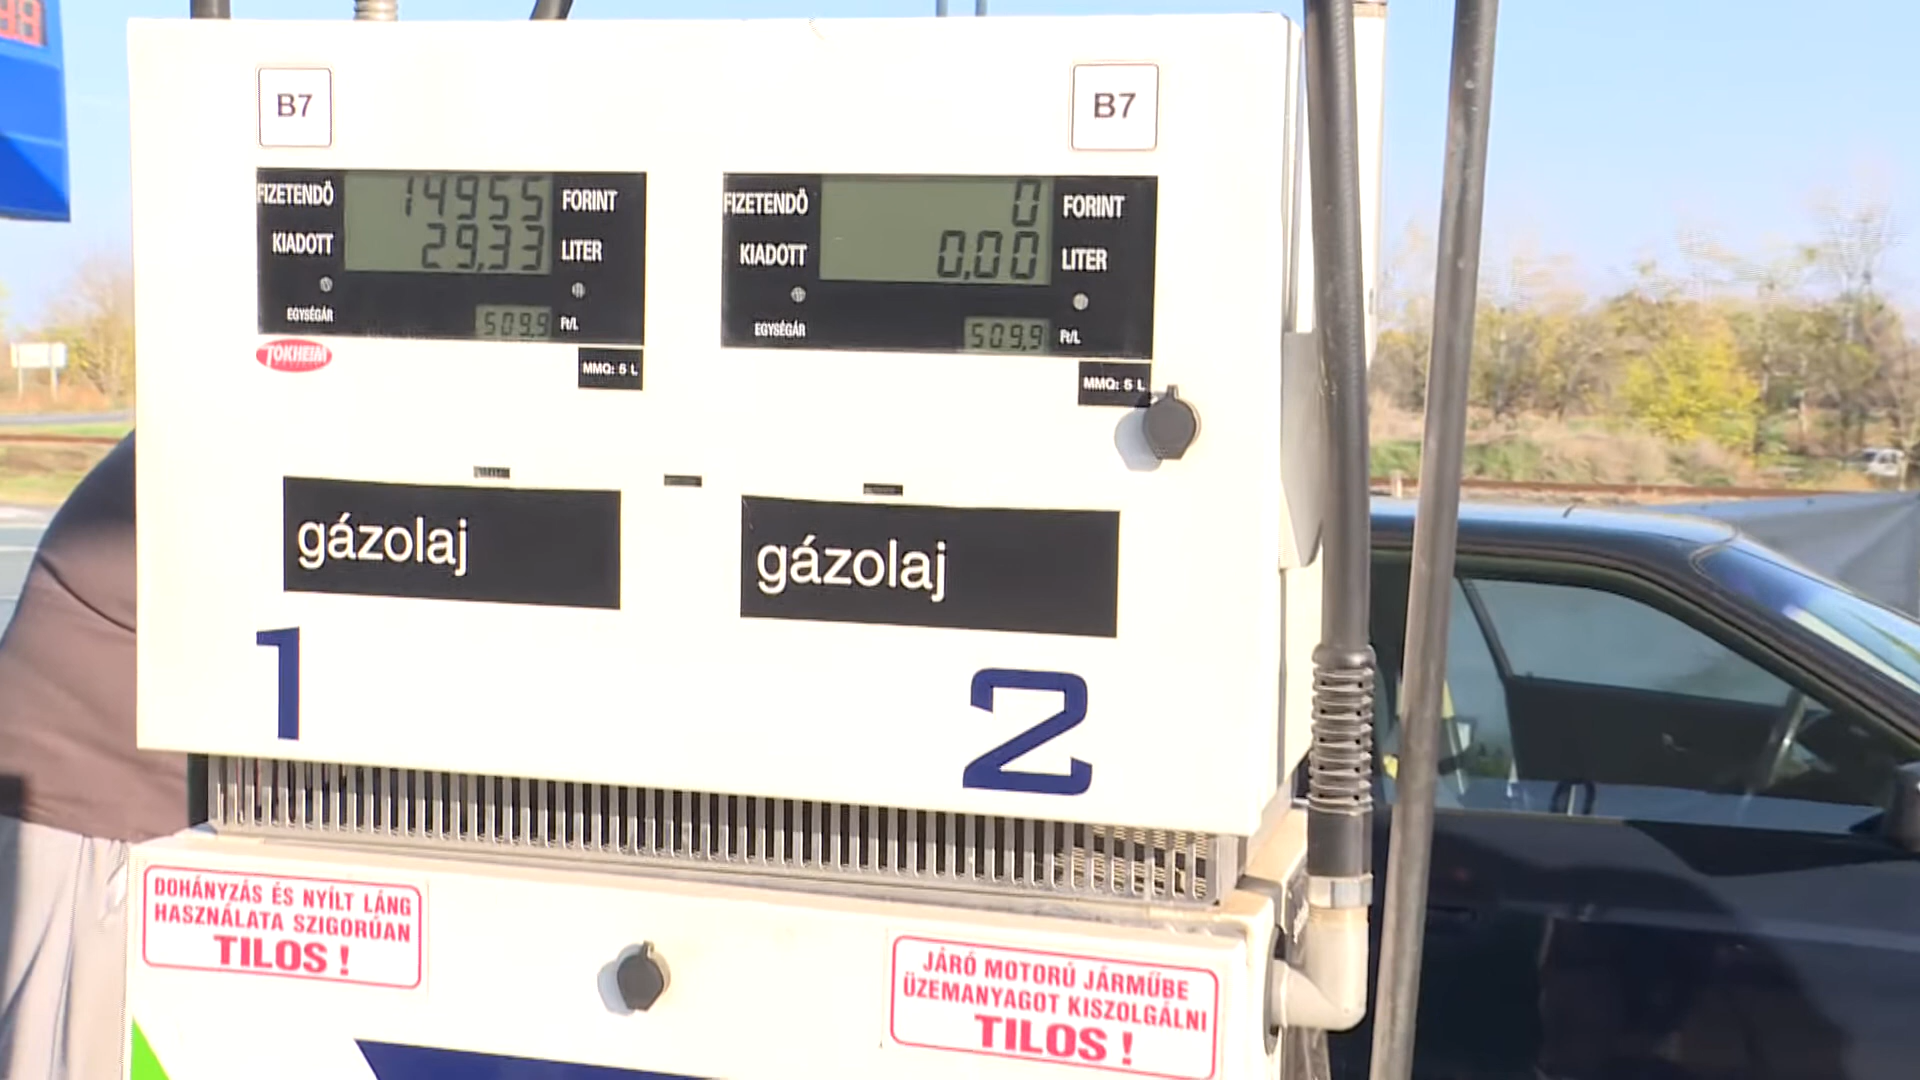 B7
B7
FIZETENDŐ 14955 FORINT
KIADOTT 29,33 LITER
EGYSÉGÁR 509,9 Ft/L
TOKHEIM
MMQ: 5 L
FIZETENDŐ 0 FORINT
KIADOTT 0,00 LITER
EGYSÉGÁR 509,9 Ft/L
MMQ: 5 L
gázolaj
gázolaj
1
2
DOHÁNYZÁS ÉS NYÍLT LÁNG
HASZNÁLATA SZIGORÚAN
TILOS !
JÁRÓ MOTORÚ JÁRMŰBE
ÜZEMANYAGOT KISZOLGÁLNI
TILOS !